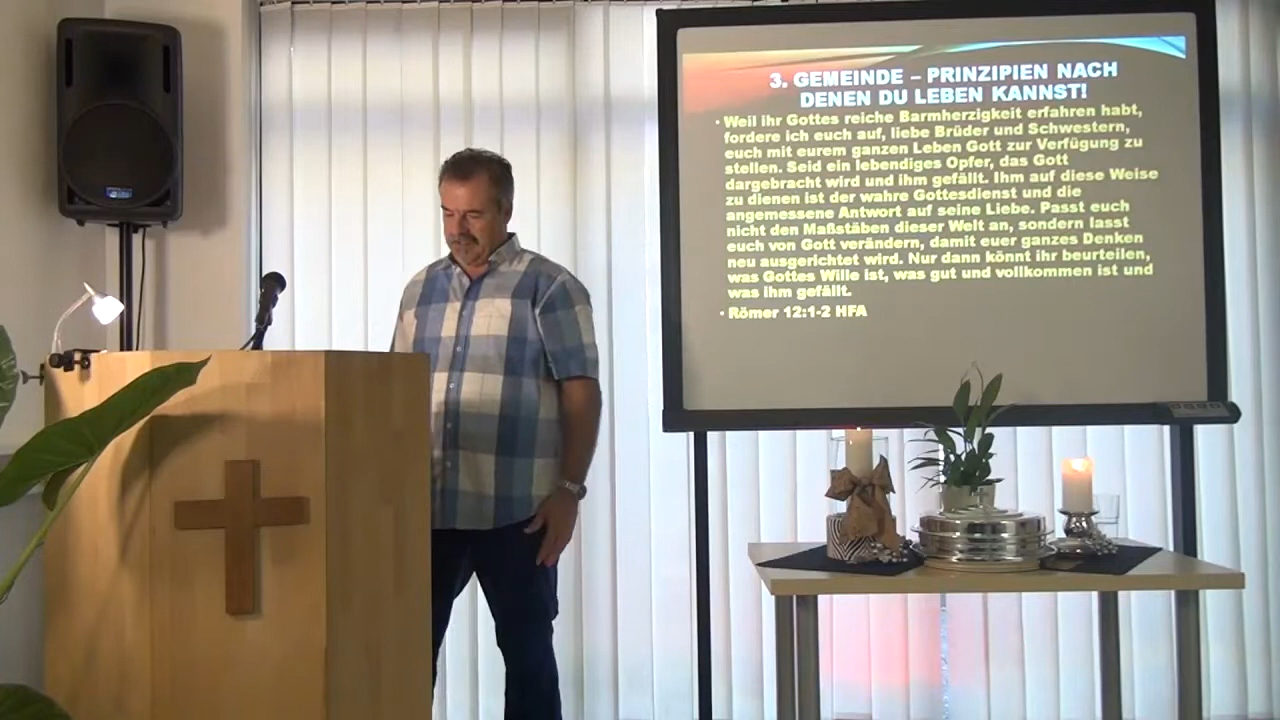 3. GEMEINDE – PRINZIPIEN NACH
DENEN DU LEBEN KANNST!
• Weil ihr Gottes reiche Barmherzigkeit erfahren habt,
fordere ich euch auf, liebe Brüder und Schwestern,
euch mit eurem ganzen Leben Gott zur Verfügung zu
stellen. Seid ein lebendiges Opfer, das Gott
dargebracht wird und ihm gefällt. Ihm auf diese Weise
zu dienen ist der wahre Gottesdienst und die
angemessene Antwort auf seine Liebe. Passt euch
nicht den Maßstäben dieser Welt an, sondern lasst
euch von Gott verändern, damit euer ganzes Denken
neu ausgerichtet wird. Nur dann könnt ihr beurteilen,
was Gottes Wille ist, was gut und vollkommen ist und
was ihm gefällt.
• Römer 12:1-2 HFA